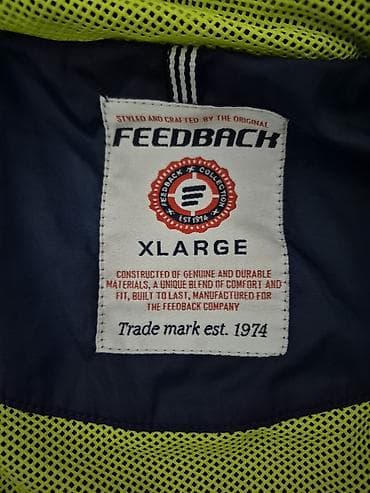 STYLED AND CRAFTED BY THE ORIGINAL
FEEDBACK
FEEDBACK COLLECTION
EST 1974
XLARGE
CONSTRUCTED OF GENUINE AND DURABLE
MATERIALS, A UNIQUE BLEND OF COMFORT AND
FIT, BUILT TO LAST, MANUFACTURED FOR
THE FEEDBACK COMPANY
Trade mark est. 1974